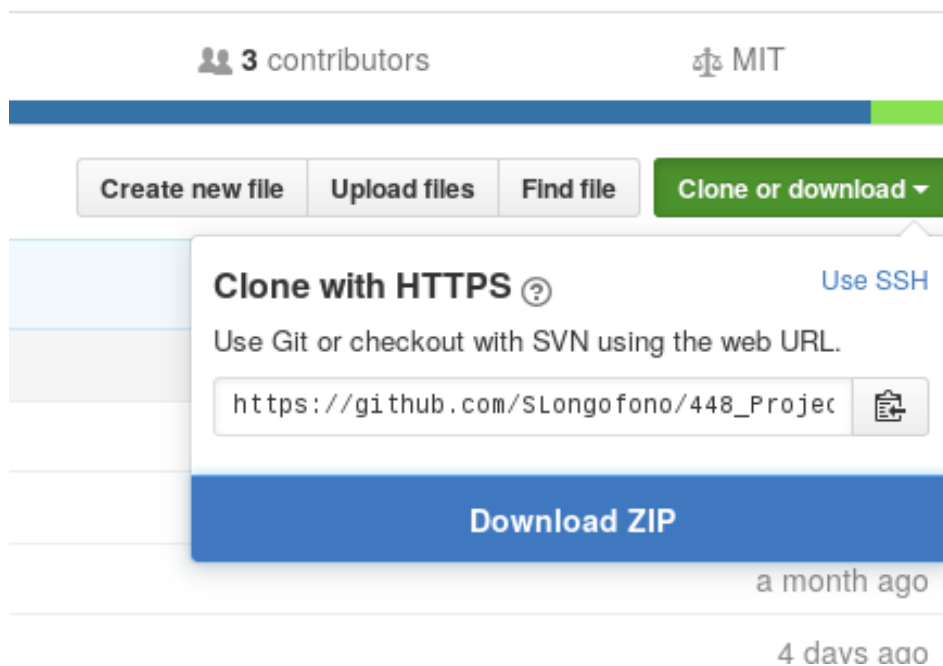 3 contributors
MIT
Create new file
Upload files
Find file
Clone or download
Clone with HTTPS ?
Use SSH
Use Git or checkout with SVN using the web URL.
https://github.com/SLongofono/448_Projec
Download ZIP
a month ago
4 days ago